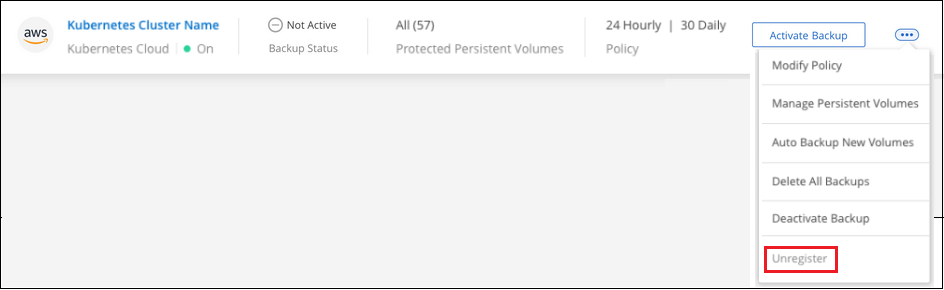 aws
Kubernetes Cluster Name
Kubernetes Cloud
On
Not Active
Backup Status
All (57)
Protected Persistent Volumes
24 Hourly | 30 Daily
Policy
Activate Backup
Modify Policy
Manage Persistent Volumes
Auto Backup New Volumes
Delete All Backups
Deactivate Backup
Unregister